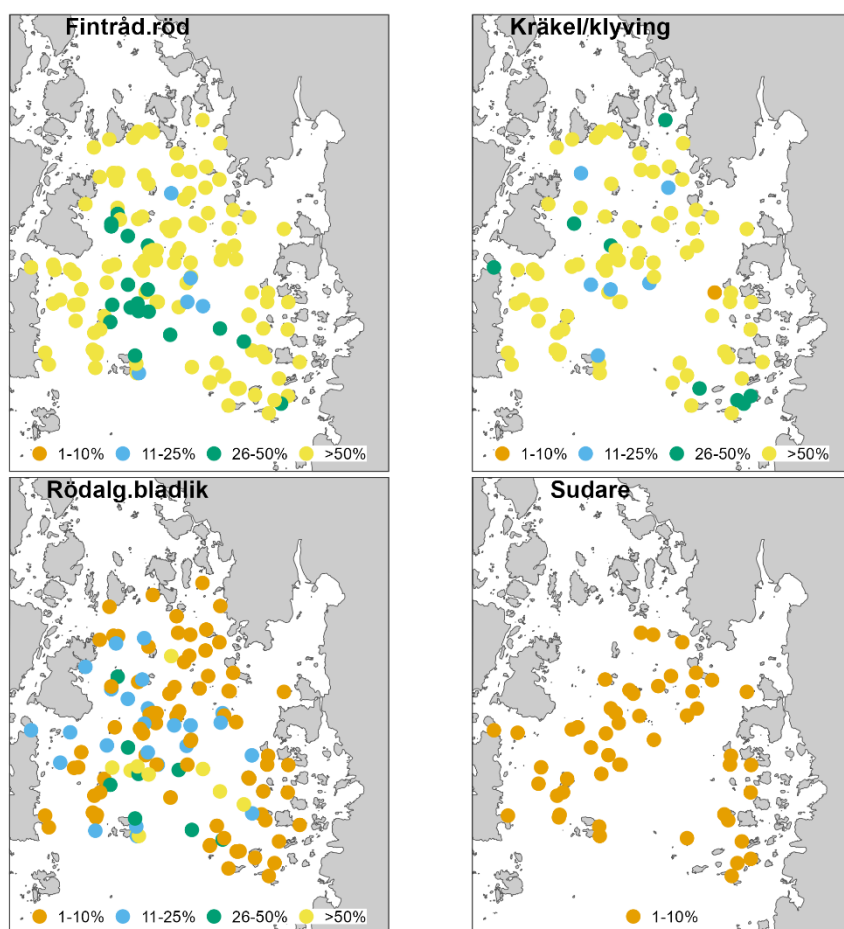 Fintråd.röd
Kräkel/klyving
1-10% 11-25% 26-50% >50%
1-10% 11-25% 26-50% >50%
Rödalg.bladlik
Sudare
1-10% 11-25% 26-50% >50%
1-10%